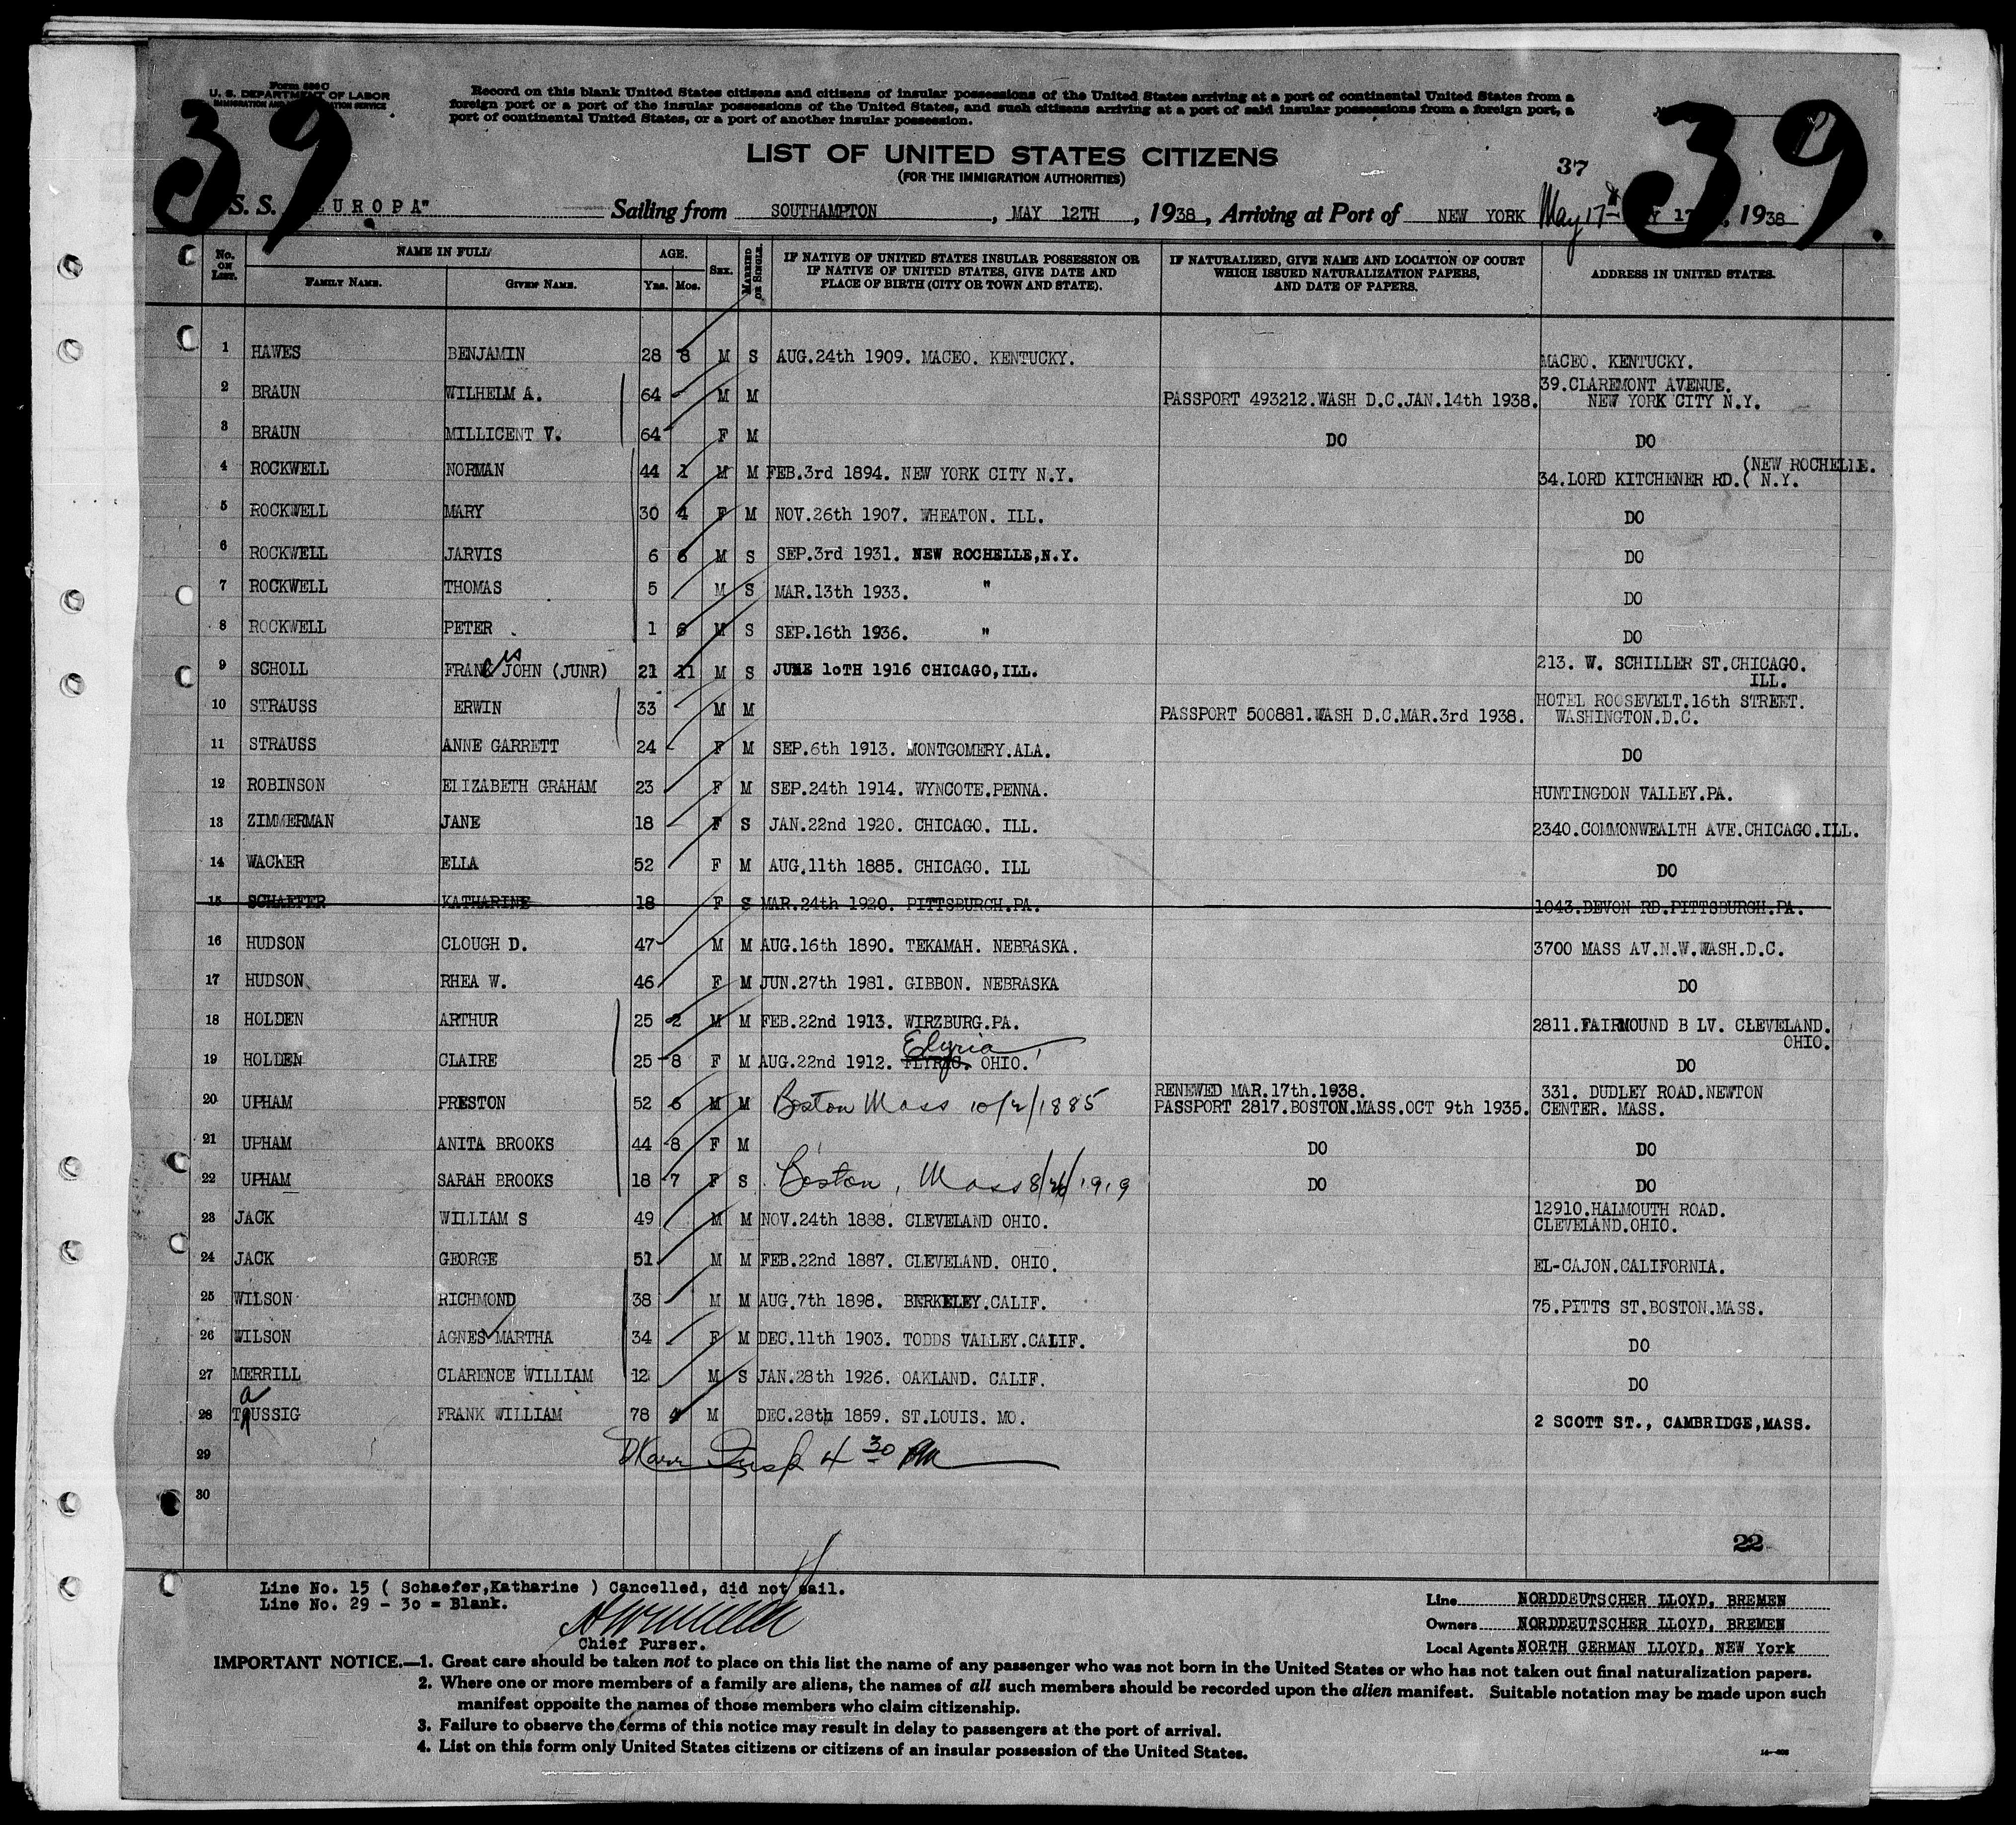 Form 630 C
U. S. DEPARTMENT OF LABOR
IMMIGRATION AND NATURALIZATION SERVICE
Record on this blank United States citizens and citizens of insular possessions of the United States arriving at a port of continental United States from a
foreign port or a port of the insular possessions of the United States, and such citizens arriving at a port of said insular possessions from a foreign port, a
port of continental United States, or a port of another insular possession.
39
39
LIST OF UNITED STATES CITIZENS
(FOR THE IMMIGRATION AUTHORITIES)
37
S. S. EUROPA" Sailing from SOUTHAMPTON, MAY 12TH, 1938, Arriving at Port of NEW YORK May 17th, 1938
No. ON LIST. NAME IN FULL AGE. SEX. MARRIED OR SINGLE. IF NATIVE OF UNITED STATES INSULAR POSSESSION OR IF NATIVE OF UNITED STATES, GIVE DATE AND PLACE OF BIRTH (CITY OR TOWN AND STATE). IF NATURALIZED, GIVE NAME AND LOCATION OF COURT WHICH ISSUED NATURALIZATION PAPERS, AND DATE OF PAPERS. ADDRESS IN UNITED STATES.
FAMILY NAME. GIVEN NAME. Yrs. Mos.
1 HAWES BENJAMIN 28 8 M S AUG.24th 1909. MACEO. KENTUCKY. MACEO. KENTUCKY.
2 BRAUN WILHELM A. 64 M M PASSPORT 493212.WASH D.C.JAN.14th 1938. 39.CLAREMONT AVENUE. NEW YORK CITY N.Y.
3 BRAUN MILLICENT V. 64 F M DO DO
4 ROCKWELL NORMAN 44 1 M M FEB.3rd 1894. NEW YORK CITY N.Y. 34.LORD KITCHENER RD.(NEW ROCHELLE. ( N.Y.
5 ROCKWELL MARY 30 4 F M NOV.26th 1907. WHEATON. ILL. DO
6 ROCKWELL JARVIS 6 6 M S SEP.3rd 1931. NEW ROCHELLE,N.Y. DO
7 ROCKWELL THOMAS 5 M S MAR.13th 1933. " DO
8 ROCKWELL PETER 1 6 M S SEP.16th 1936. " DO
9 SCHOLL FRANCIS JOHN (JUNR) 21 11 M S JUNE 10TH 1916 CHICAGO,ILL. 213. W. SCHILLER ST.CHICAGO. ILL.
10 STRAUSS ERWIN 33 M M PASSPORT 500881.WASH D.C.MAR.3rd 1938. HOTEL ROOSEVELT.16th STREET. WASHINGTON.D.C.
11 STRAUSS ANNE GARRETT 24 F M SEP.6th 1913. MONTGOMERY.ALA. DO
12 ROBINSON ELIZABETH GRAHAM 23 F M SEP.24th 1914. WYNCOTE.PENNA. HUNTINGDON VALLEY.PA.
13 ZIMMERMAN JANE 18 F S JAN.22nd 1920. CHICAGO. ILL. 2340.COMMONWEALTH AVE.CHICAGO.ILL.
14 WACKER ELLA 52 F M AUG.11th 1885. CHICAGO. ILL DO
15 SCHAEFER KATHARINE 18 F S MAR.24th 1920. PITTSBURGH.PA. 1043.DEVON RD.PITTSBURGH.PA.
16 HUDSON CLOUGH D. 47 M M AUG.16th 1890. TEKAMAH. NEBRASKA. 3700 MASS AV.N.W.WASH.D.C.
17 HUDSON RHEA W. 46 F M JUN.27th 1981. GIBBON. NEBRASKA DO
18 HOLDEN ARTHUR 25 2 M M FEB.22nd 1913. WIRZBURG.PA. 2811.FAIRMOUND B LV. CLEVELAND. OHIO.
19 HOLDEN CLAIRE 25 8 F M AUG.22nd 1912. Elyria OHIO. DO
20 UPHAM PRESTON 52 6 M M Boston Mass 10/2/1885 RENEWED MAR.17th.1938. PASSPORT 2817.BOSTON.MASS.OCT 9th 1935. 331. DUDLEY ROAD.NEWTON CENTER. MASS.
21 UPHAM ANITA BROOKS 44 8 F M DO DO
22 UPHAM SARAH BROOKS 18 7 F S Boston, Mass 8/26/1919 DO DO
23 JACK WILLIAM S 49 M M NOV.24th 1888. CLEVELAND OHIO. 12910.HALMOUTH ROAD. CLEVELAND.OHIO.
24 JACK GEORGE 51 M M FEB.22nd 1887. CLEVELAND. OHIO. EL-CAJON.CALIFORNIA.
25 WILSON RICHMOND 38 M M AUG.7th 1898. BERKELEY.CALIF. 75.PITTS ST.BOSTON.MASS.
26 WILSON AGNES MARTHA 34 F M DEC.11th 1903. TODDS VALLEY.CALIF. DO
27 MERRILL CLARENCE WILLIAM 12 M S JAN.28th 1926. OAKLAND. CALIF. DO
28 TaUSSIG FRANK WILLIAM 78 4 M DEC.28th 1859. ST.LOUIS. MO. 2 SCOTT ST., CAMBRIDGE,MASS.
29 Insp 4 30 PM
30
22
Line No. 15 ( Schaefer,Katharine ) Cancelled, did not sail.
Line No. 29 - 30 = Blank.
Chief Purser.
Line NORDDEUTSCHER LLOYD, BREMEN
Owners NORDDEUTSCHER LLOYD, BREMEN
Local Agents NORTH GERMAN LLOYD, NEW York
IMPORTANT NOTICE.—1. Great care should be taken not to place on this list the name of any passenger who was not born in the United States or who has not taken out final naturalization papers.
2. Where one or more members of a family are aliens, the names of all such members should be recorded upon the alien manifest. Suitable notation may be made upon such
manifest opposite the names of those members who claim citizenship.
3. Failure to observe the terms of this notice may result in delay to passengers at the port of arrival.
4. List on this form only United States citizens or citizens of an insular possession of the United States.